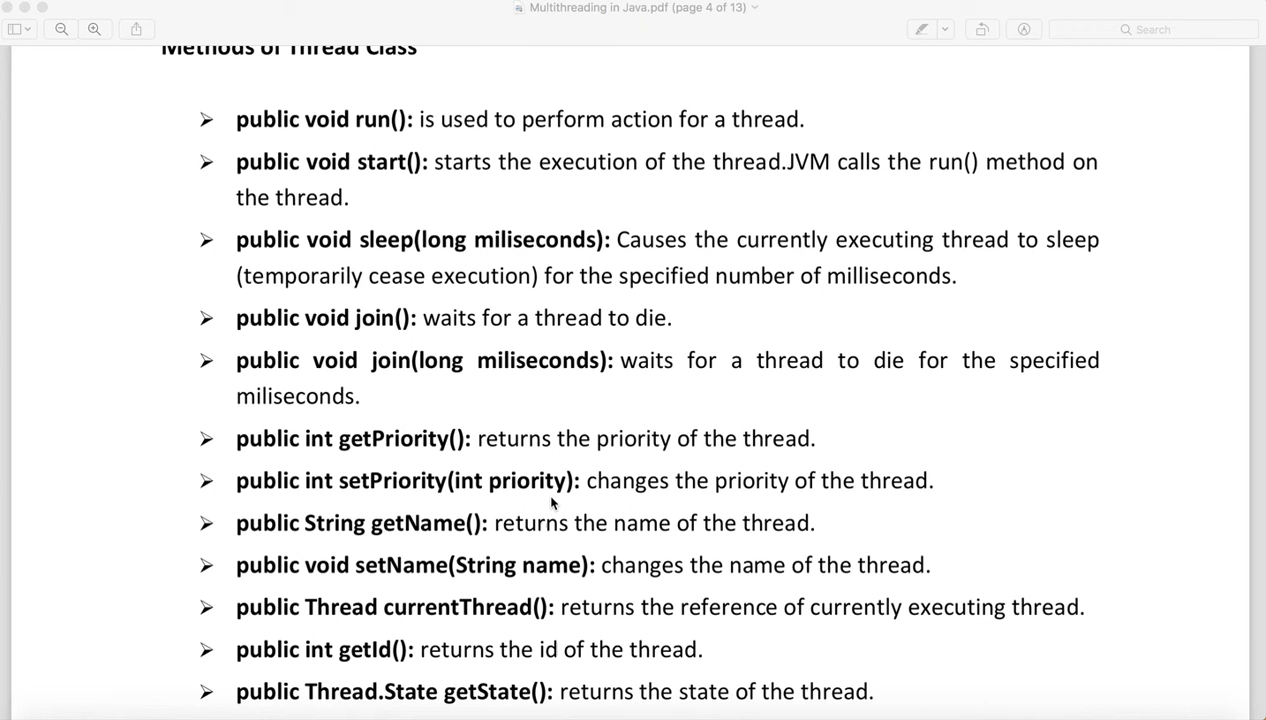 Multithreading in Java.pdf (page 4 of 13)
Search
Methods of Thread Class
➢ public void run(): is used to perform action for a thread.
➢ public void start(): starts the execution of the thread.JVM calls the run() method on
the thread.
➢ public void sleep(long miliseconds): Causes the currently executing thread to sleep
(temporarily cease execution) for the specified number of milliseconds.
➢ public void join(): waits for a thread to die.
➢ public void join(long miliseconds): waits for a thread to die for the specified
miliseconds.
➢ public int getPriority(): returns the priority of the thread.
➢ public int setPriority(int priority): changes the priority of the thread.
➢ public String getName(): returns the name of the thread.
➢ public void setName(String name): changes the name of the thread.
➢ public Thread currentThread(): returns the reference of currently executing thread.
➢ public int getId(): returns the id of the thread.
➢ public Thread.State getState(): returns the state of the thread.